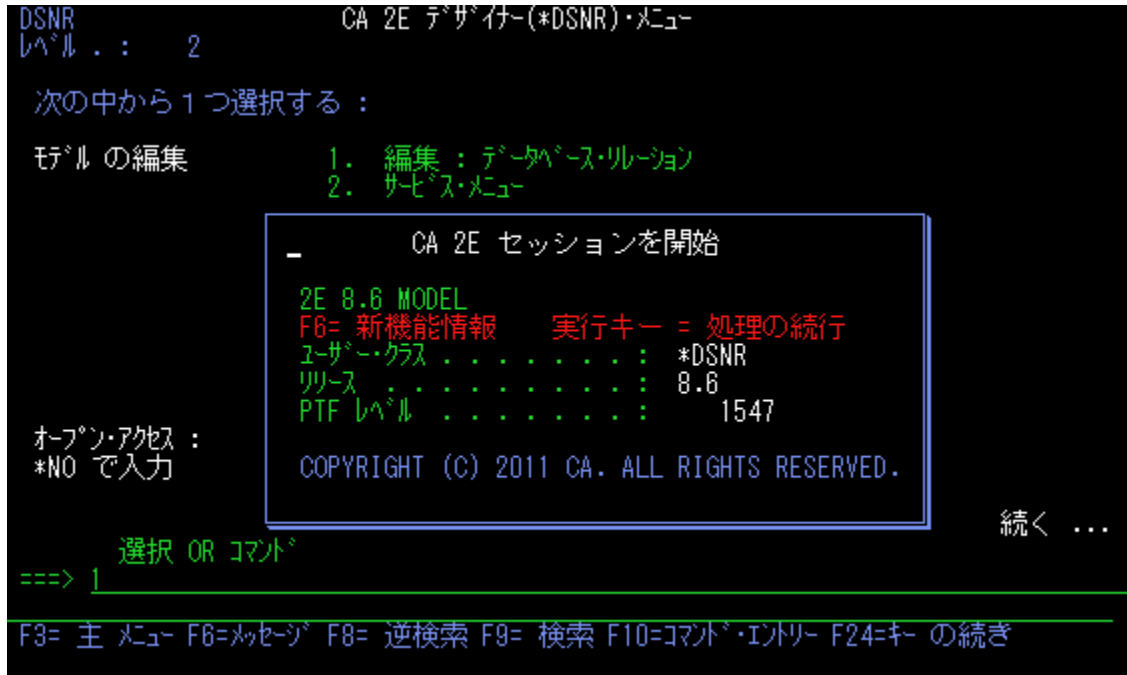 DSNR CA 2E ﾃﾞｻﾞｲﾅｰ(*DSNR)･ﾒﾆｭｰ
ﾚﾍﾞﾙ . : 2
次の中から１つ選択する :
ﾓﾃﾞﾙ の編集 1. 編集 : ﾃﾞｰﾀﾍﾞｰｽ･ﾘﾚｰｼｮﾝ
2. ｻｰﾋﾞｽ･ﾒﾆｭｰ
CA 2E セッションを開始
2E 8.6 MODEL
F6= 新機能情報 実行キー = 処理の続行
ﾕｰｻﾞｰ･ｸﾗｽ . . . . . . . . : *DSNR
ﾘﾘｰｽ . . . . . . . . . . : 8.6
PTF ﾚﾍﾞﾙ . . . . . . . . : 1547
ｵｰﾌﾟﾝ･ｱｸｾｽ :
*NO で入力
COPYRIGHT (C) 2011 CA. ALL RIGHTS RESERVED.
続く ...
選択 OR ｺﾏﾝﾄﾞ
===> 1
F3= 主 ﾒﾆｭｰ F6=ﾒｯｾｰｼﾞ F8= 逆検索 F9= 検索 F10=ｺﾏﾝﾄﾞ･ｴﾝﾄﾘｰ F24=ｷｰ の続き